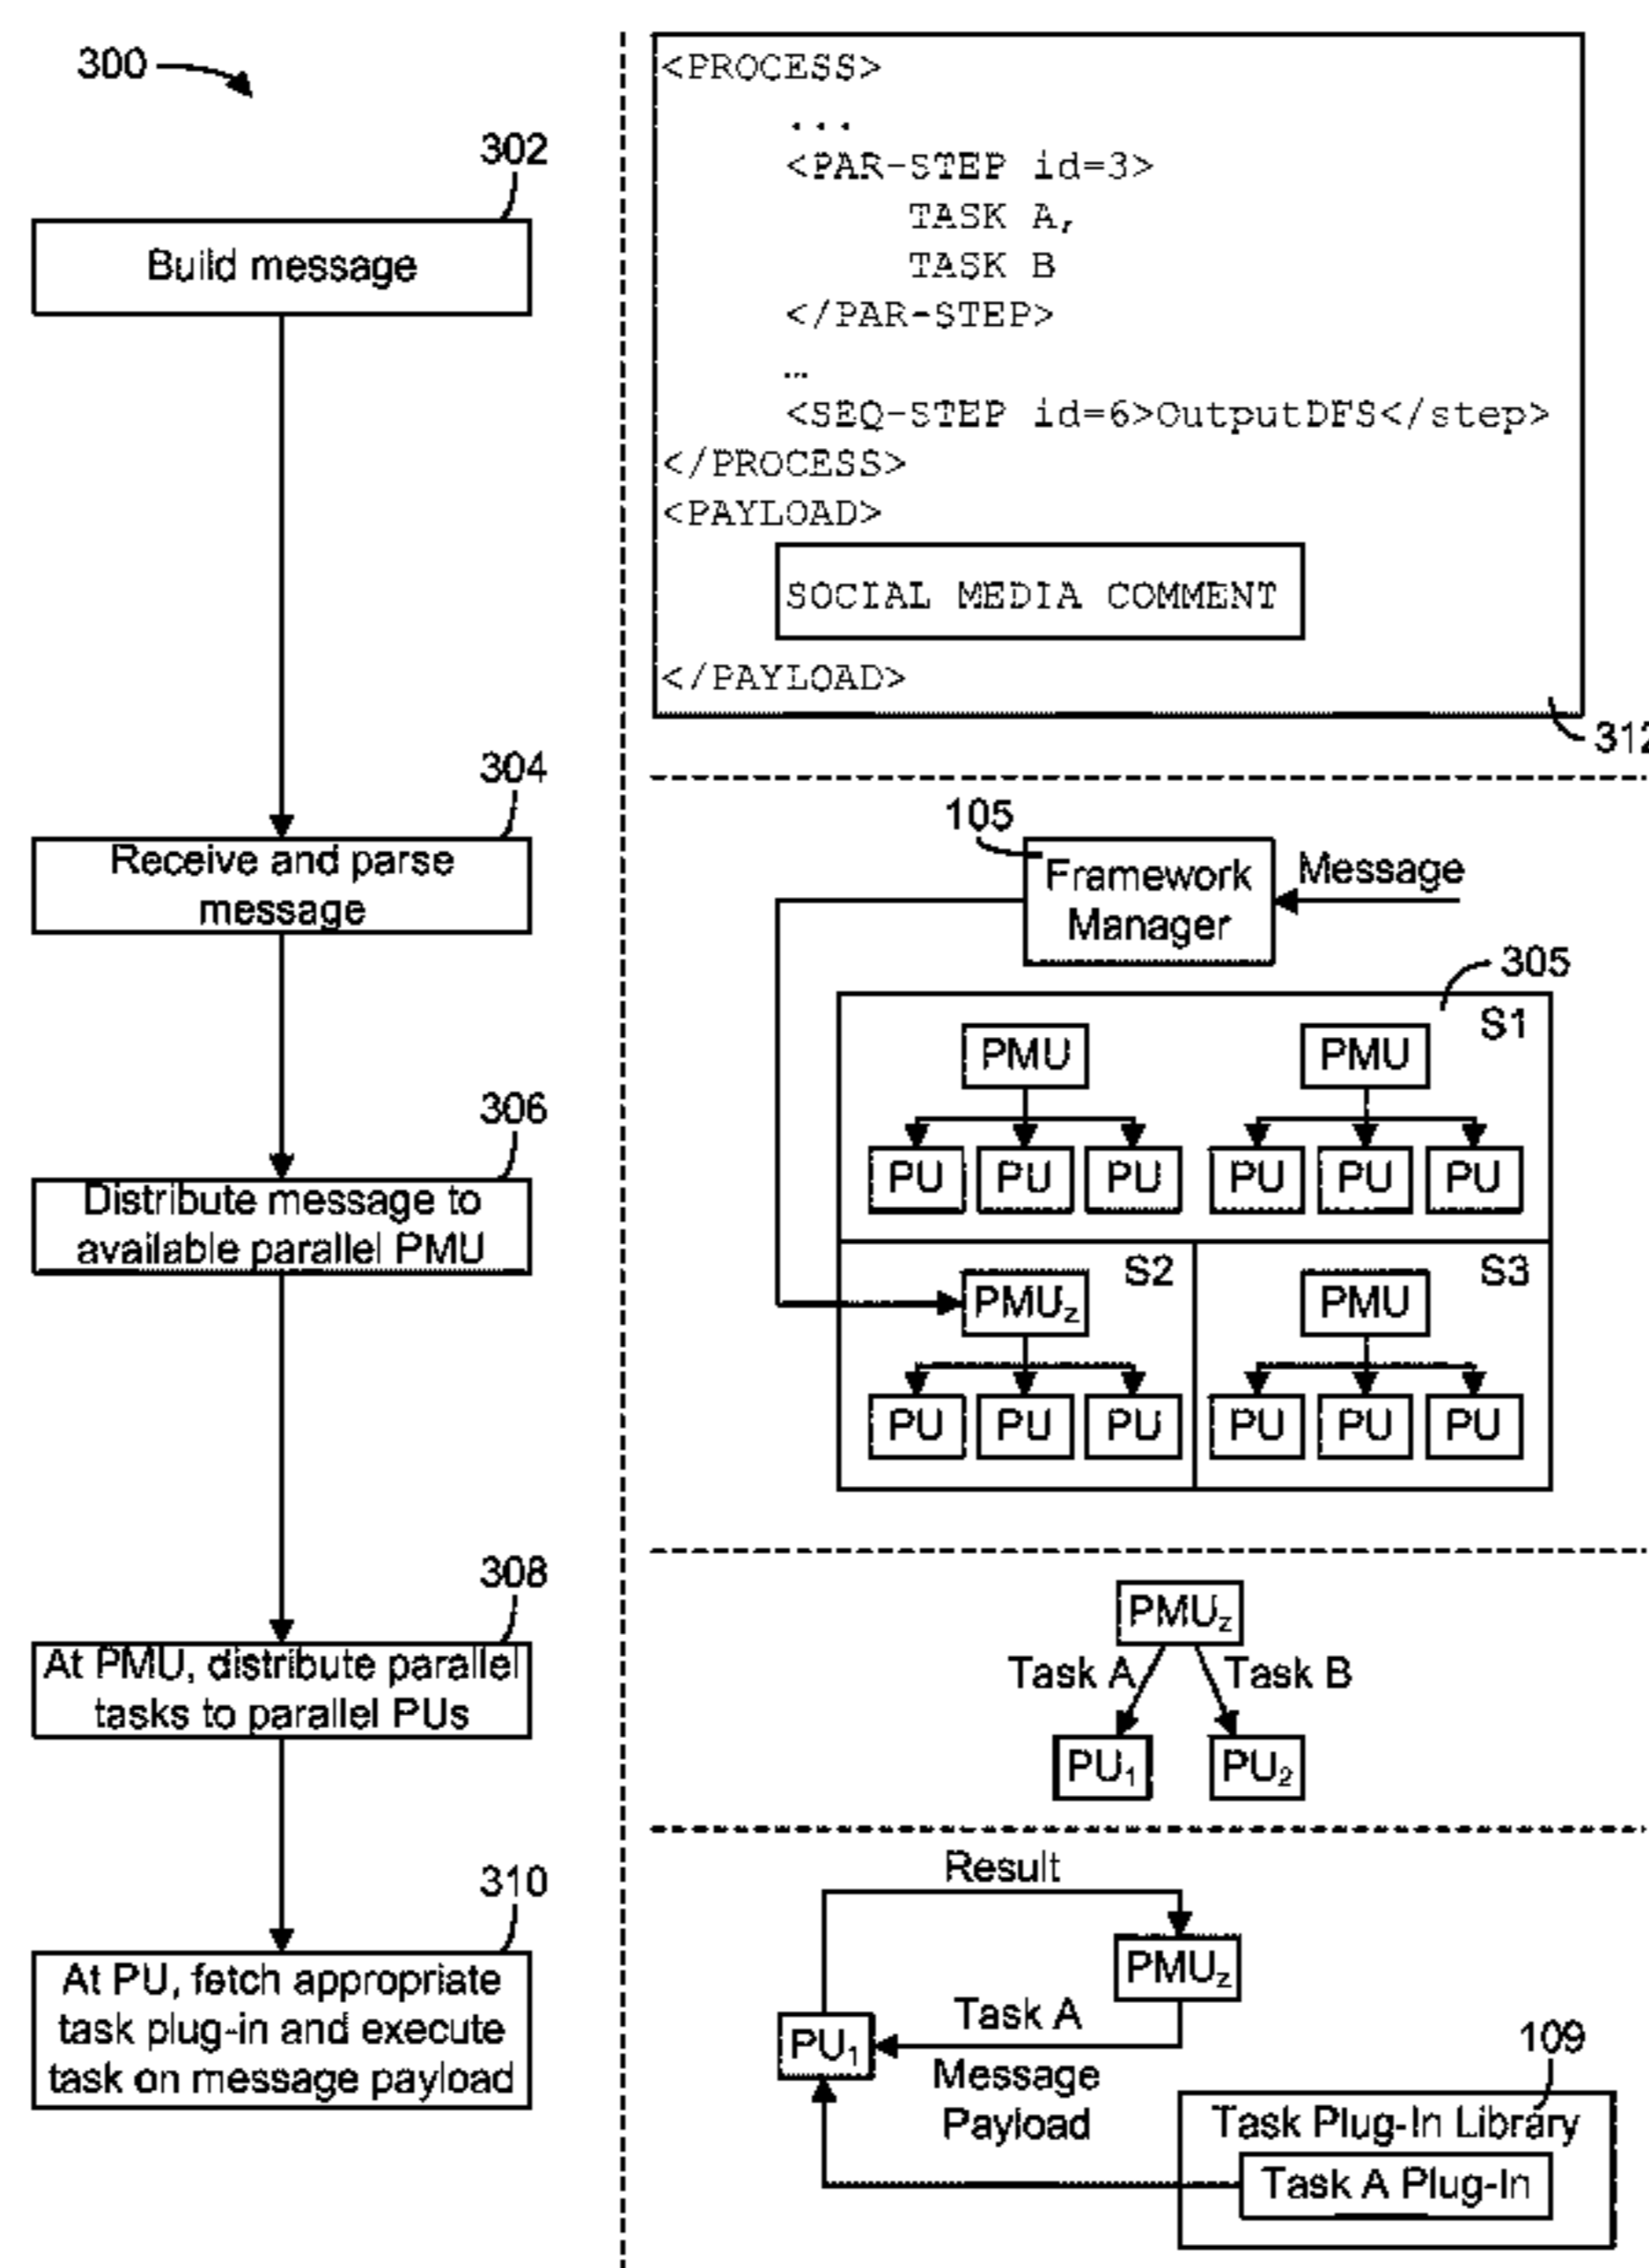 300
302
Build message
304
Receive and parse
message
306
Distribute message to
available parallel PMU
308
At PMU, distribute parallel
tasks to parallel PUs
310
At PU, fetch appropriate
task plug-in and execute
task on message payload
<PROCESS>
...
<PAR-STEP id=3>
TASK A,
TASK B
</PAR-STEP>
…
<SEQ-STEP id=6>OutputDFS</step>
</PROCESS>
<PAYLOAD>
SOCIAL MEDIA COMMENT
</PAYLOAD>
312
105
Framework
Manager
Message
305
S1
PMU PMU
PU PU PU PU PU PU
S2 S3
PMUz PMU
PU PU PU PU PU PU
PMUz
Task A Task B
PU1 PU2
Result
PMUz
Task A
PU1
Message
Payload
109
Task Plug-In Library
Task A Plug-In